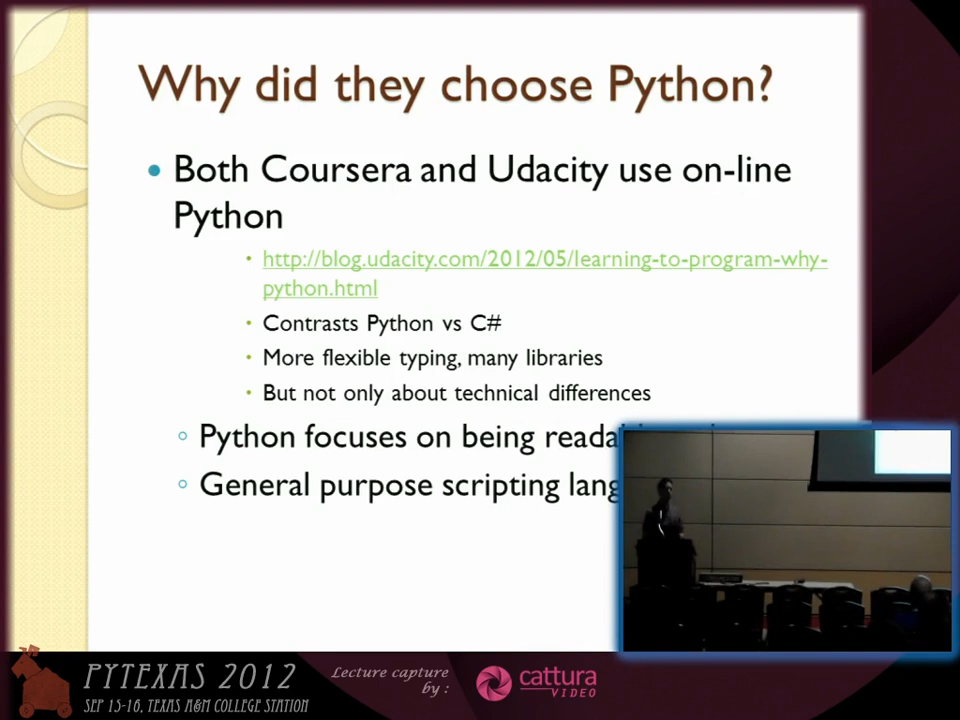 Why did they choose Python?
Both Coursera and Udacity use on-line
Python
http://blog.udacity.com/2012/05/learning-to-program-why-
python.html
Contrasts Python vs C#
More flexible typing, many libraries
But not only about technical differences
Python focuses on being
General purpose scripting
PYTEXAS 2012
SEP 15-16, TEXAS A&M COLLEGE STATION
Lecture capture
by :
cattura
VIDEO